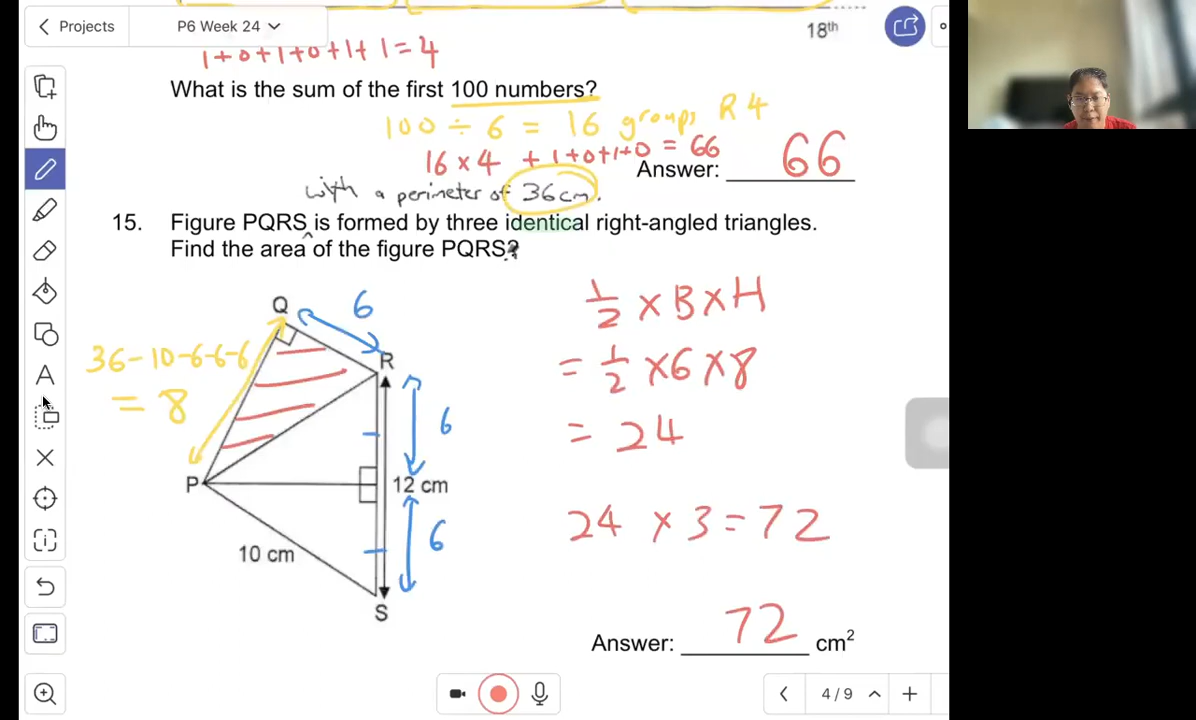 Projects
P6 Week 24
18th
1+0+1+0+1+1=4
What is the sum of the first 100 numbers?
100 ÷ 6 = 16 groups R4
16 x 4 + 1+0+1+0 = 66
Answer: 66
with a perimeter of 36cm.
15. Figure PQRS ^ is formed by three identical right-angled triangles.
Find the area of the figure PQRS?
Q
6
R
36-10-6-6-6
= 8
6
P
12 cm
6
10 cm
S
1/2 x B x H
= 1/2 x 6 x 8
= 24
24 x 3 = 72
Answer: 72 cm²
4 / 9